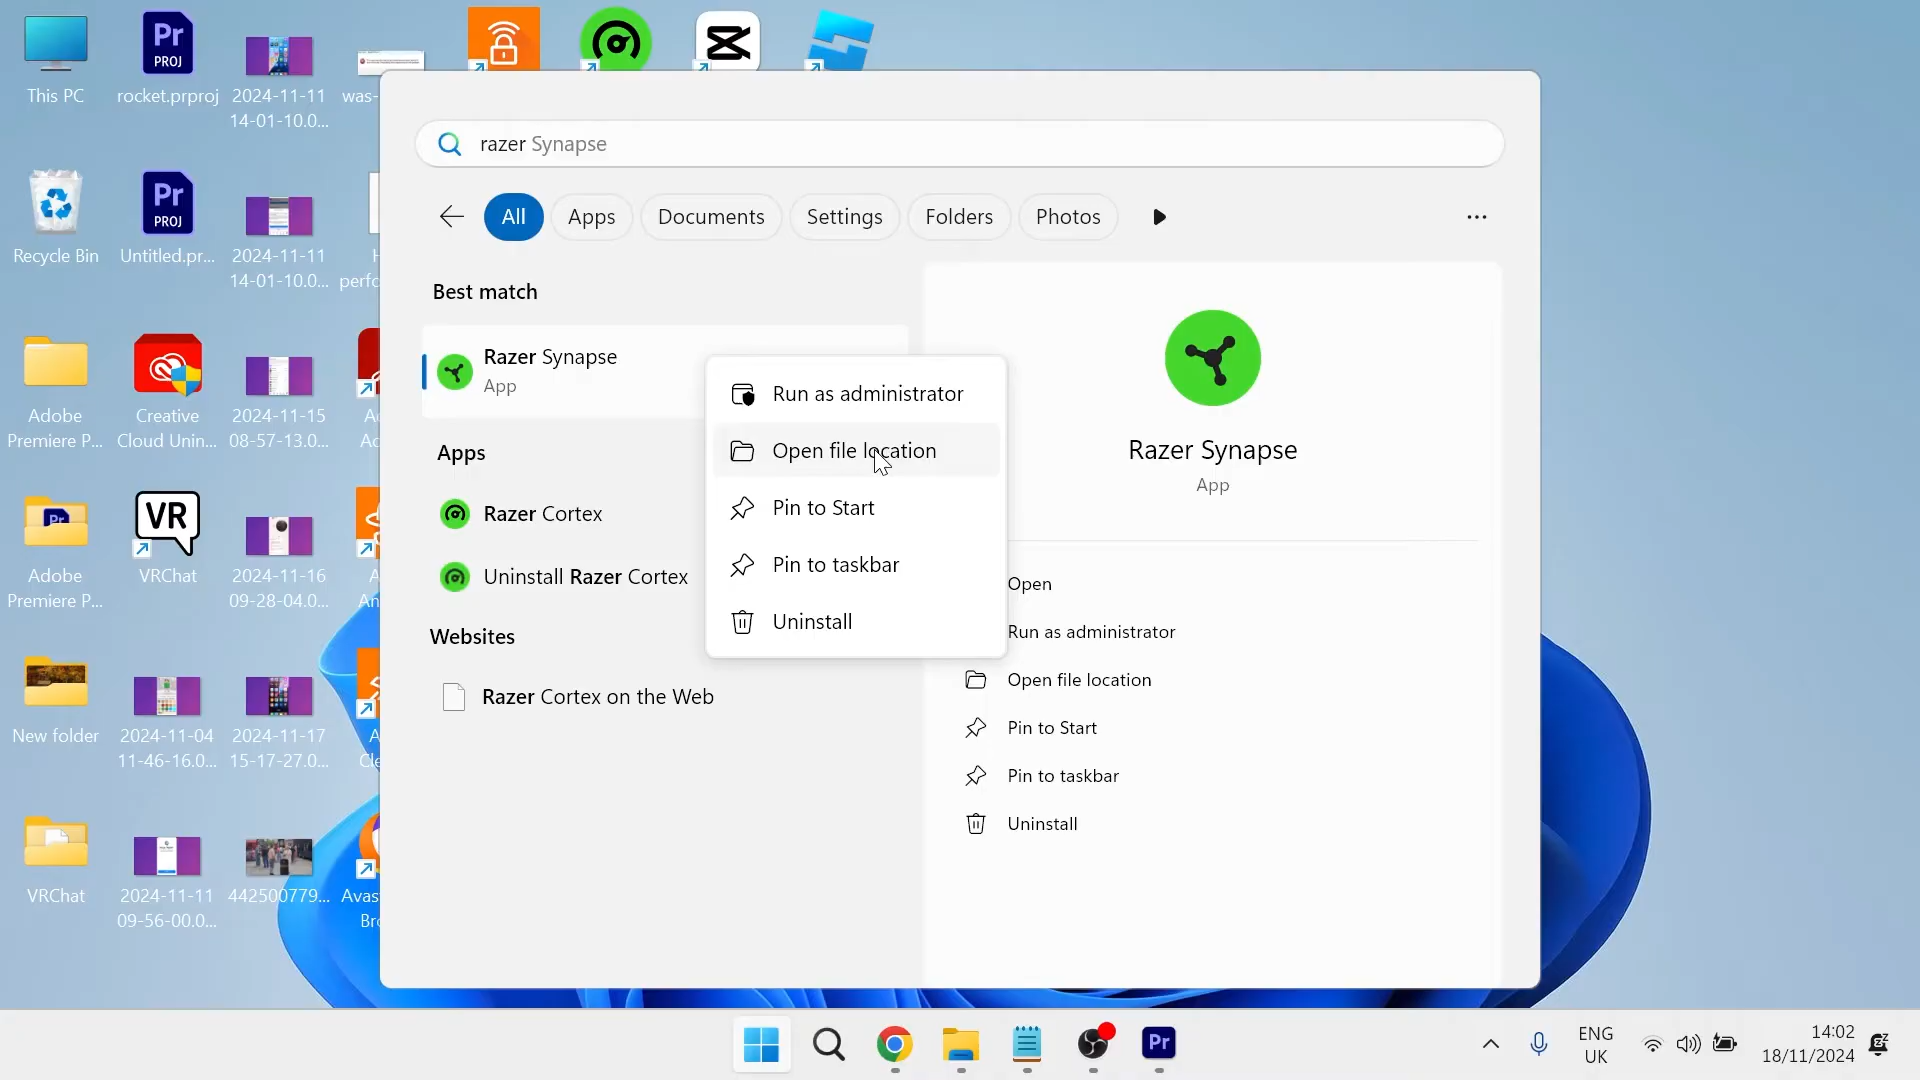 This PC
rocket.prproj
2024-11-11
14-01-10.0...
was-
razer Synapse
All
Apps
Documents
Settings
Folders
Photos
Recycle Bin
Untitled.pr...
2024-11-11
14-01-10.0...
H
perfo
Best match
Razer Synapse
App
Run as administrator
Open file location
Pin to Start
Pin to taskbar
Uninstall
Apps
Razer Cortex
Uninstall Razer Cortex
Websites
Razer Cortex on the Web
Razer Synapse
App
Open
Run as administrator
Open file location
Pin to Start
Pin to taskbar
Uninstall
Adobe
Premiere P...
Creative
Cloud Unin...
2024-11-15
08-57-13.0...
Adobe
Premiere P...
VRChat
2024-11-16
09-28-04.0...
New folder
2024-11-04
11-46-16.0...
2024-11-17
15-17-27.0...
VRChat
2024-11-11
09-56-00.0...
442500779...
Avas
Bro
Pr
PROJ
Pr
PROJ
VR
Pr
Pr
ENG
UK
14:02
18/11/2024